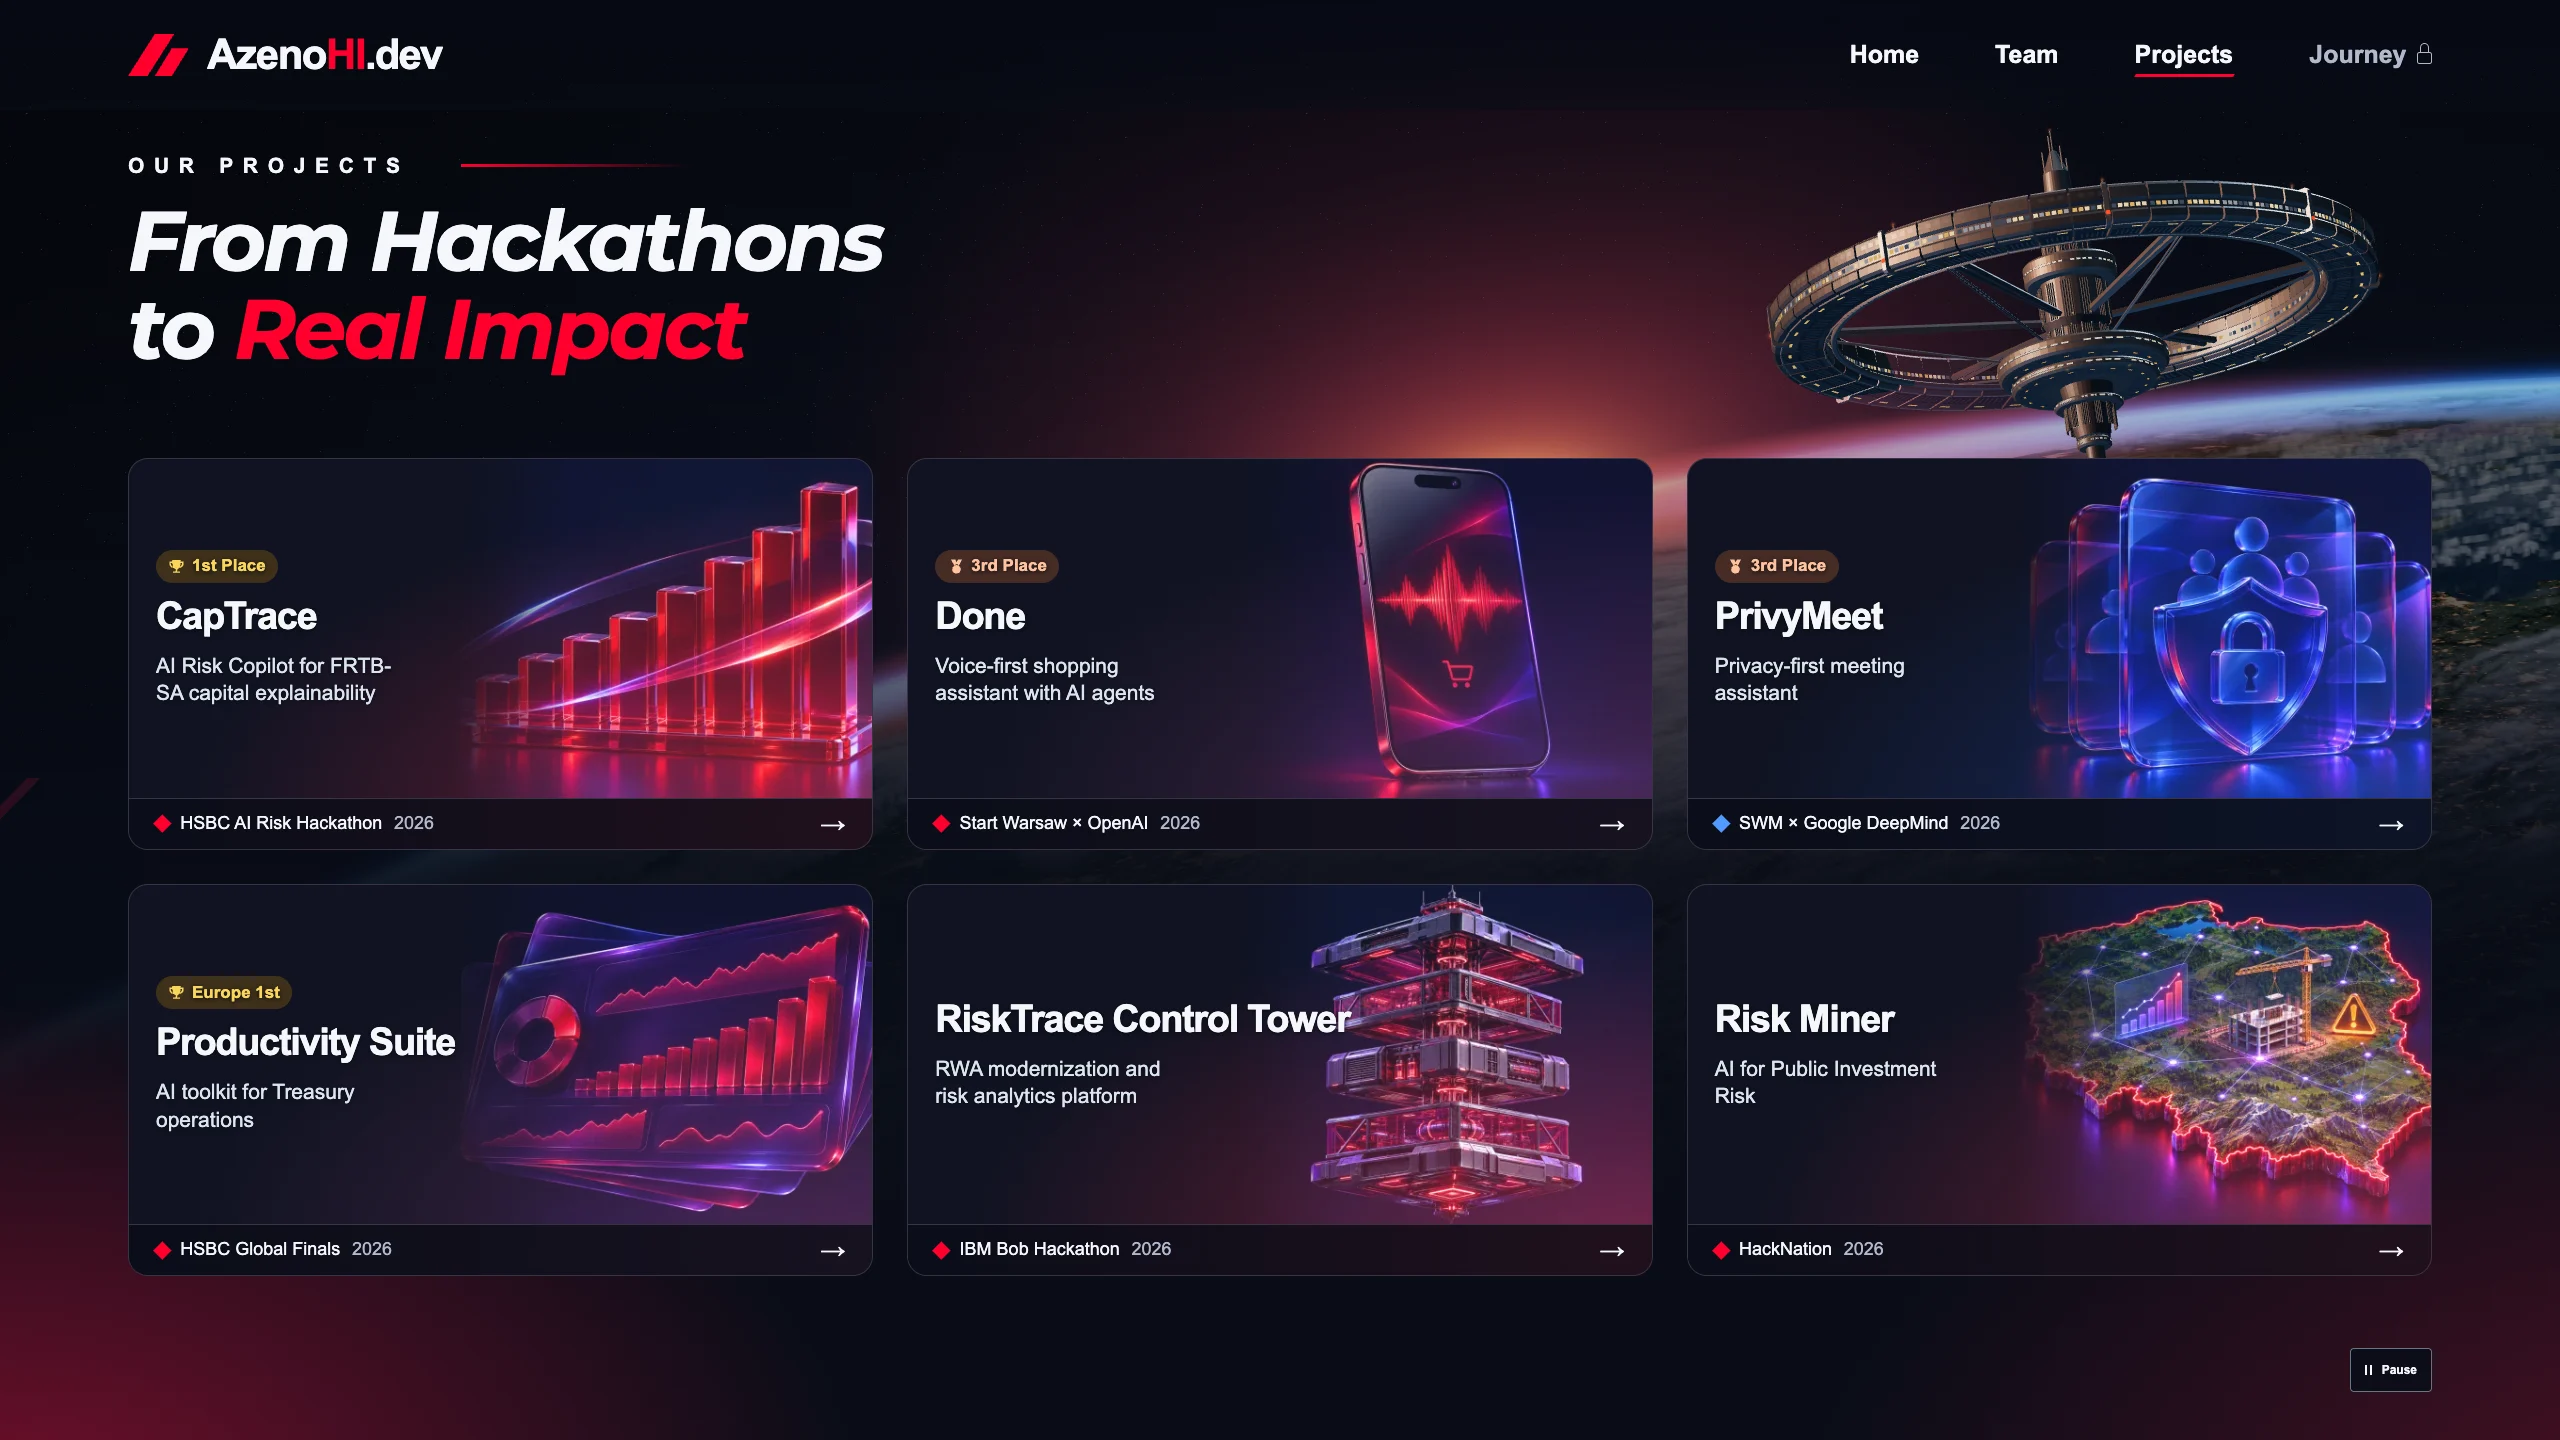 AzenoHI.dev
Home
Team
Projects
Journey
OUR PROJECTS
From Hackathons
to Real Impact
1st Place
CapTrace
AI Risk Copilot for FRTB-
SA capital explainability
HSBC AI Risk Hackathon 2026
3rd Place
Done
Voice-first shopping
assistant with AI agents
Start Warsaw × OpenAI 2026
3rd Place
PrivyMeet
Privacy-first meeting
assistant
SWM × Google DeepMind 2026
Europe 1st
Productivity Suite
AI toolkit for Treasury
operations
HSBC Global Finals 2026
RiskTrace Control Tower
RWA modernization and
risk analytics platform
IBM Bob Hackathon 2026
Risk Miner
AI for Public Investment
Risk
HackNation 2026
Pause